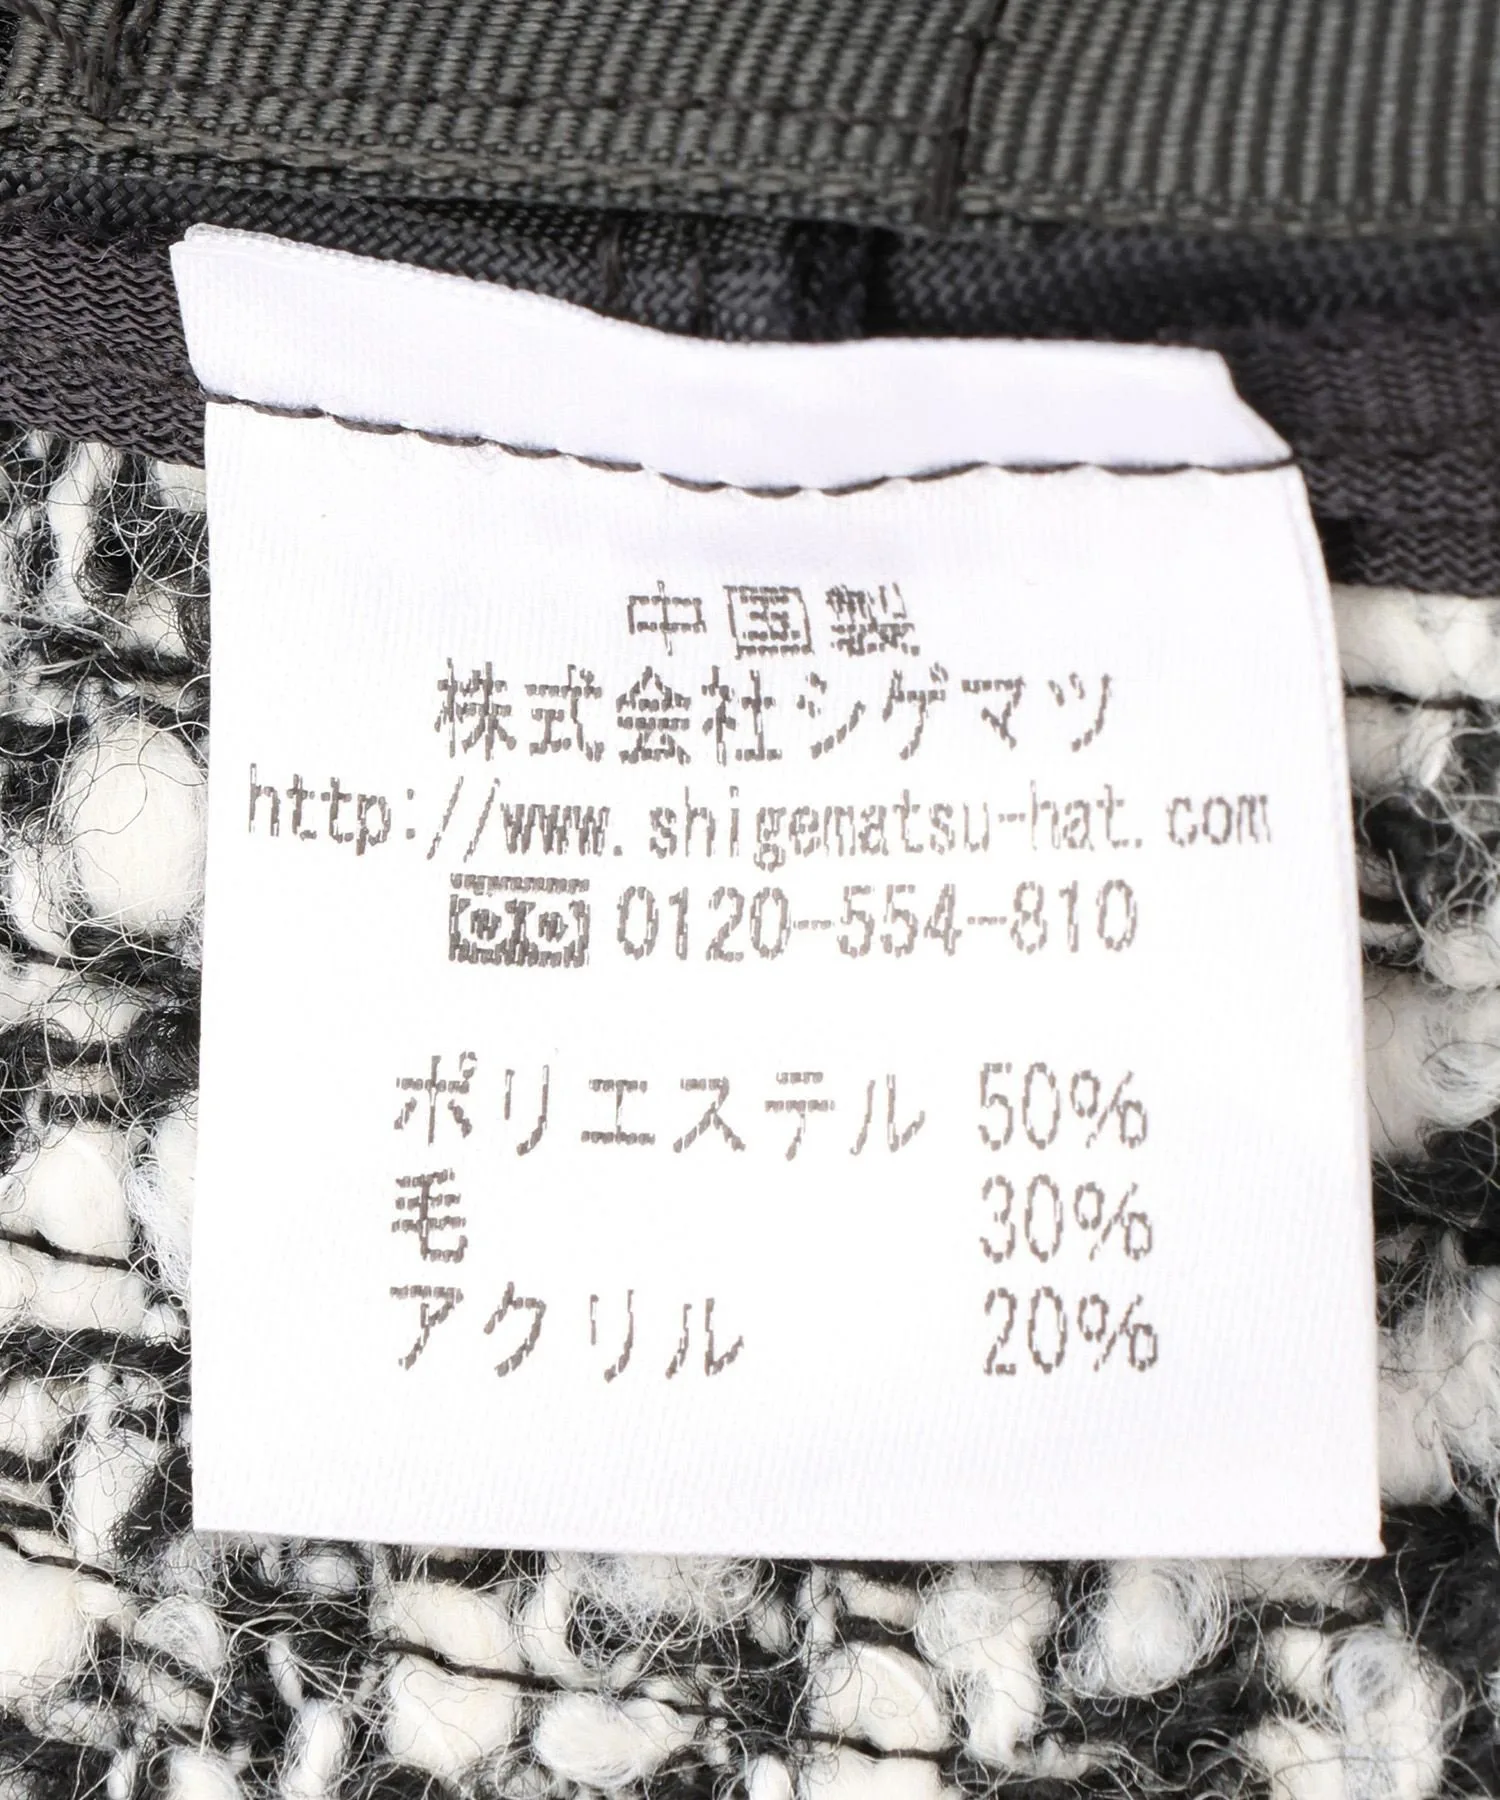 中国製
株式会社シゲマツ
http://www.shigematsu-hat.com
0120-554-810
ポリエステル 50%
毛 30%
アクリル 20%